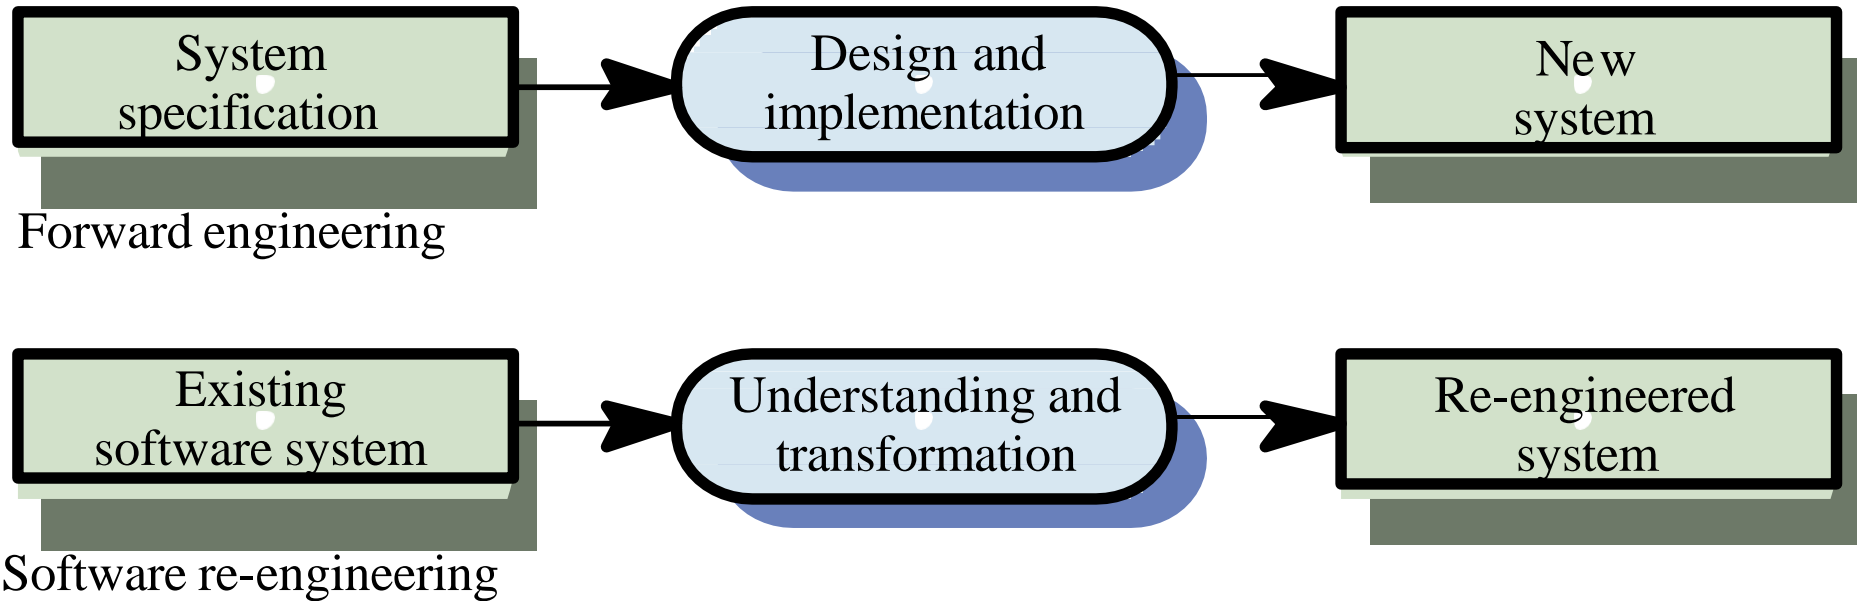 System
specification
Design and
implementation
New
system
Forward engineering
Existing
software system
Understanding and
transformation
Re-engineered
system
Software re-engineering